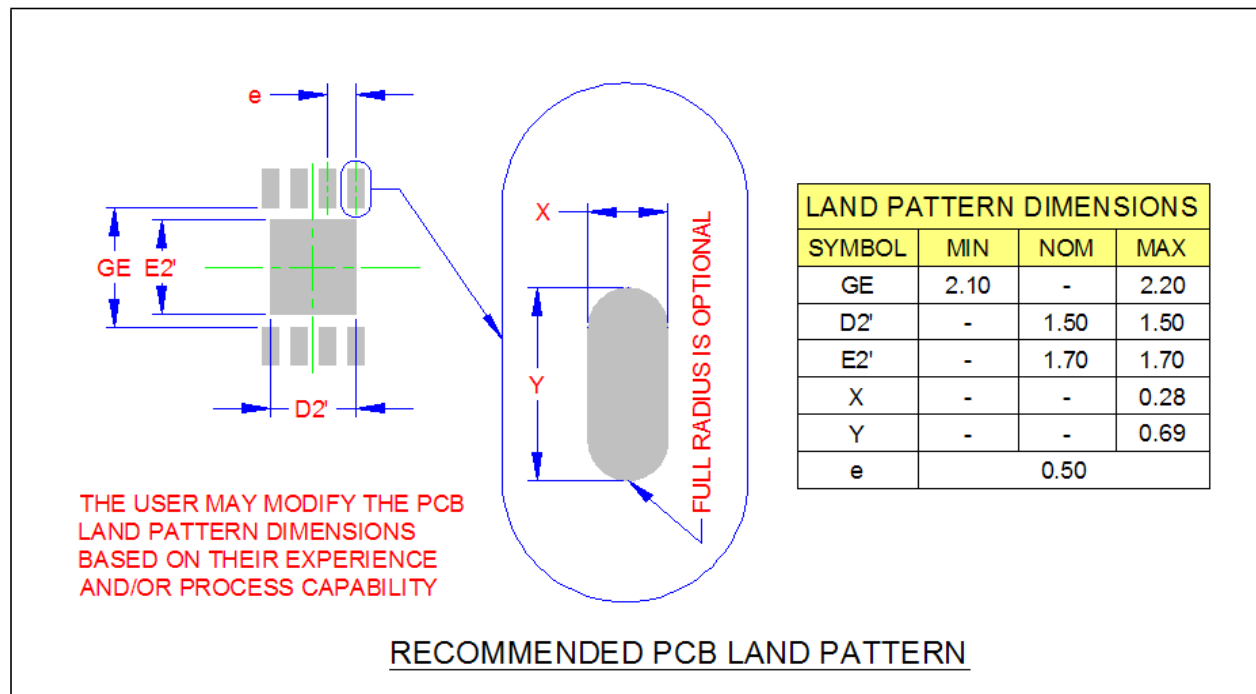 e
GE
E2'
D2'
X
Y
FULL RADIUS IS OPTIONAL
THE USER MAY MODIFY THE PCB
LAND PATTERN DIMENSIONS
BASED ON THEIR EXPERIENCE
AND/OR PROCESS CAPABILITY
LAND PATTERN DIMENSIONS
SYMBOL MIN NOM MAX
GE 2.10 - 2.20
D2' - 1.50 1.50
E2' - 1.70 1.70
X - - 0.28
Y - - 0.69
e 0.50
RECOMMENDED PCB LAND PATTERN